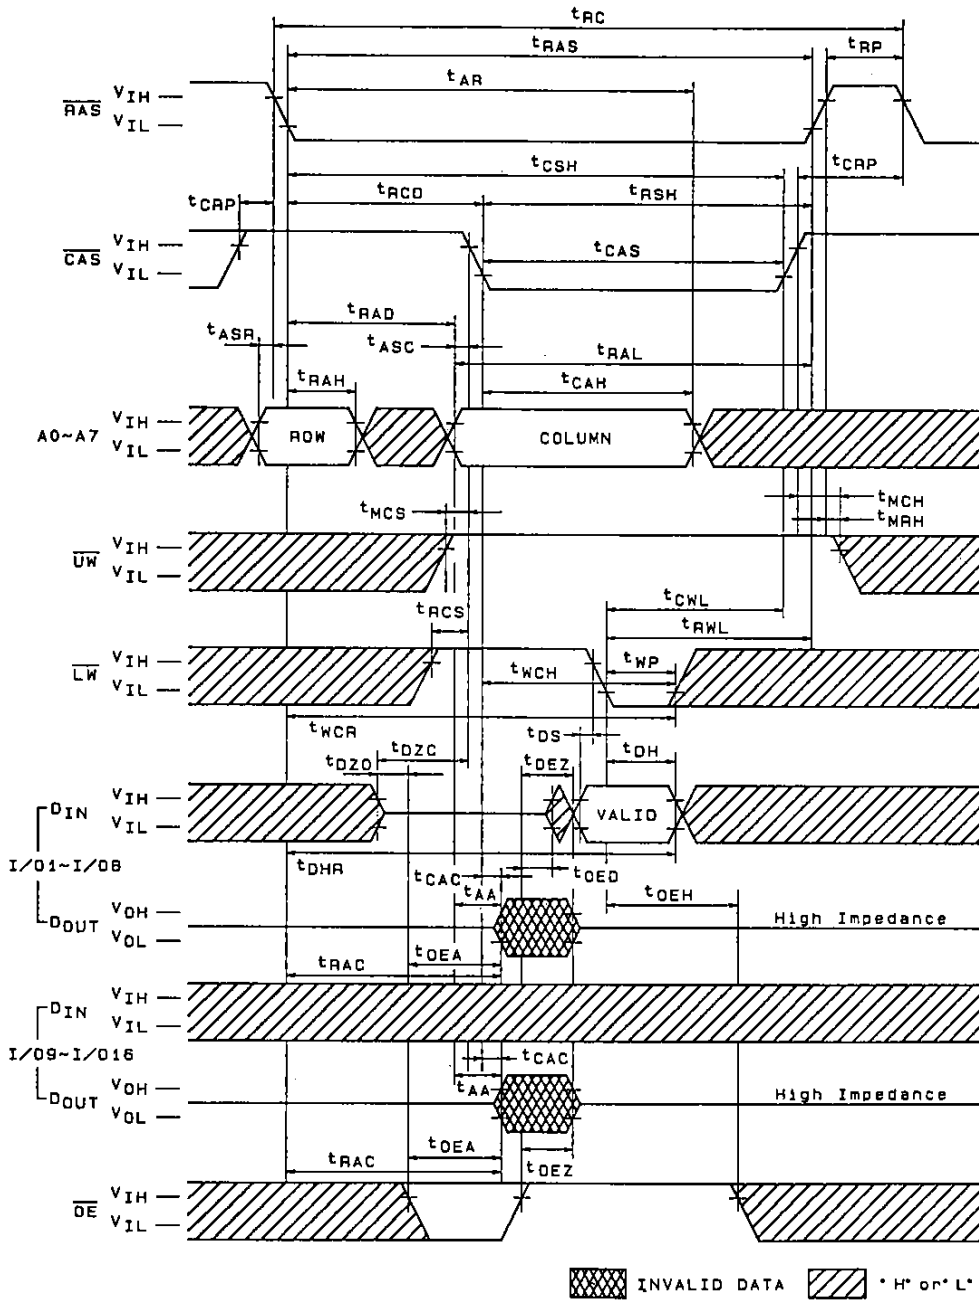 tRC
tRAS
tRP
tAR
RAS
VIH
VIL
tCSH
tCRP
tRCD
tRSH
tCRP
CAS
VIH
VIL
tCAS
tRAD
tASR
tASC
tRAL
tRAH
tCAH
A0~A7
VIH
VIL
ROW
COLUMN
tMCS
tMCH
tMRH
UW
VIH
VIL
tCWL
tRCS
tRWL
LW
VIH
VIL
tWP
tWCH
tWCR
tDS
tDZC
tDH
tDZO
tOEZ
DIN
VIH
VIL
VALID
I/O1~I/O8
tDHR
tOED
tCAC
tAA
tOEH
DOUT
VOH
VOL
High Impedance
tOEA
tRAC
DIN
VIH
VIL
I/O9~I/O16
tCAC
tAA
DOUT
VOH
VOL
High Impedance
tOEA
tRAC
tOEZ
OE
VIH
VIL
INVALID DATA
"H" or "L"